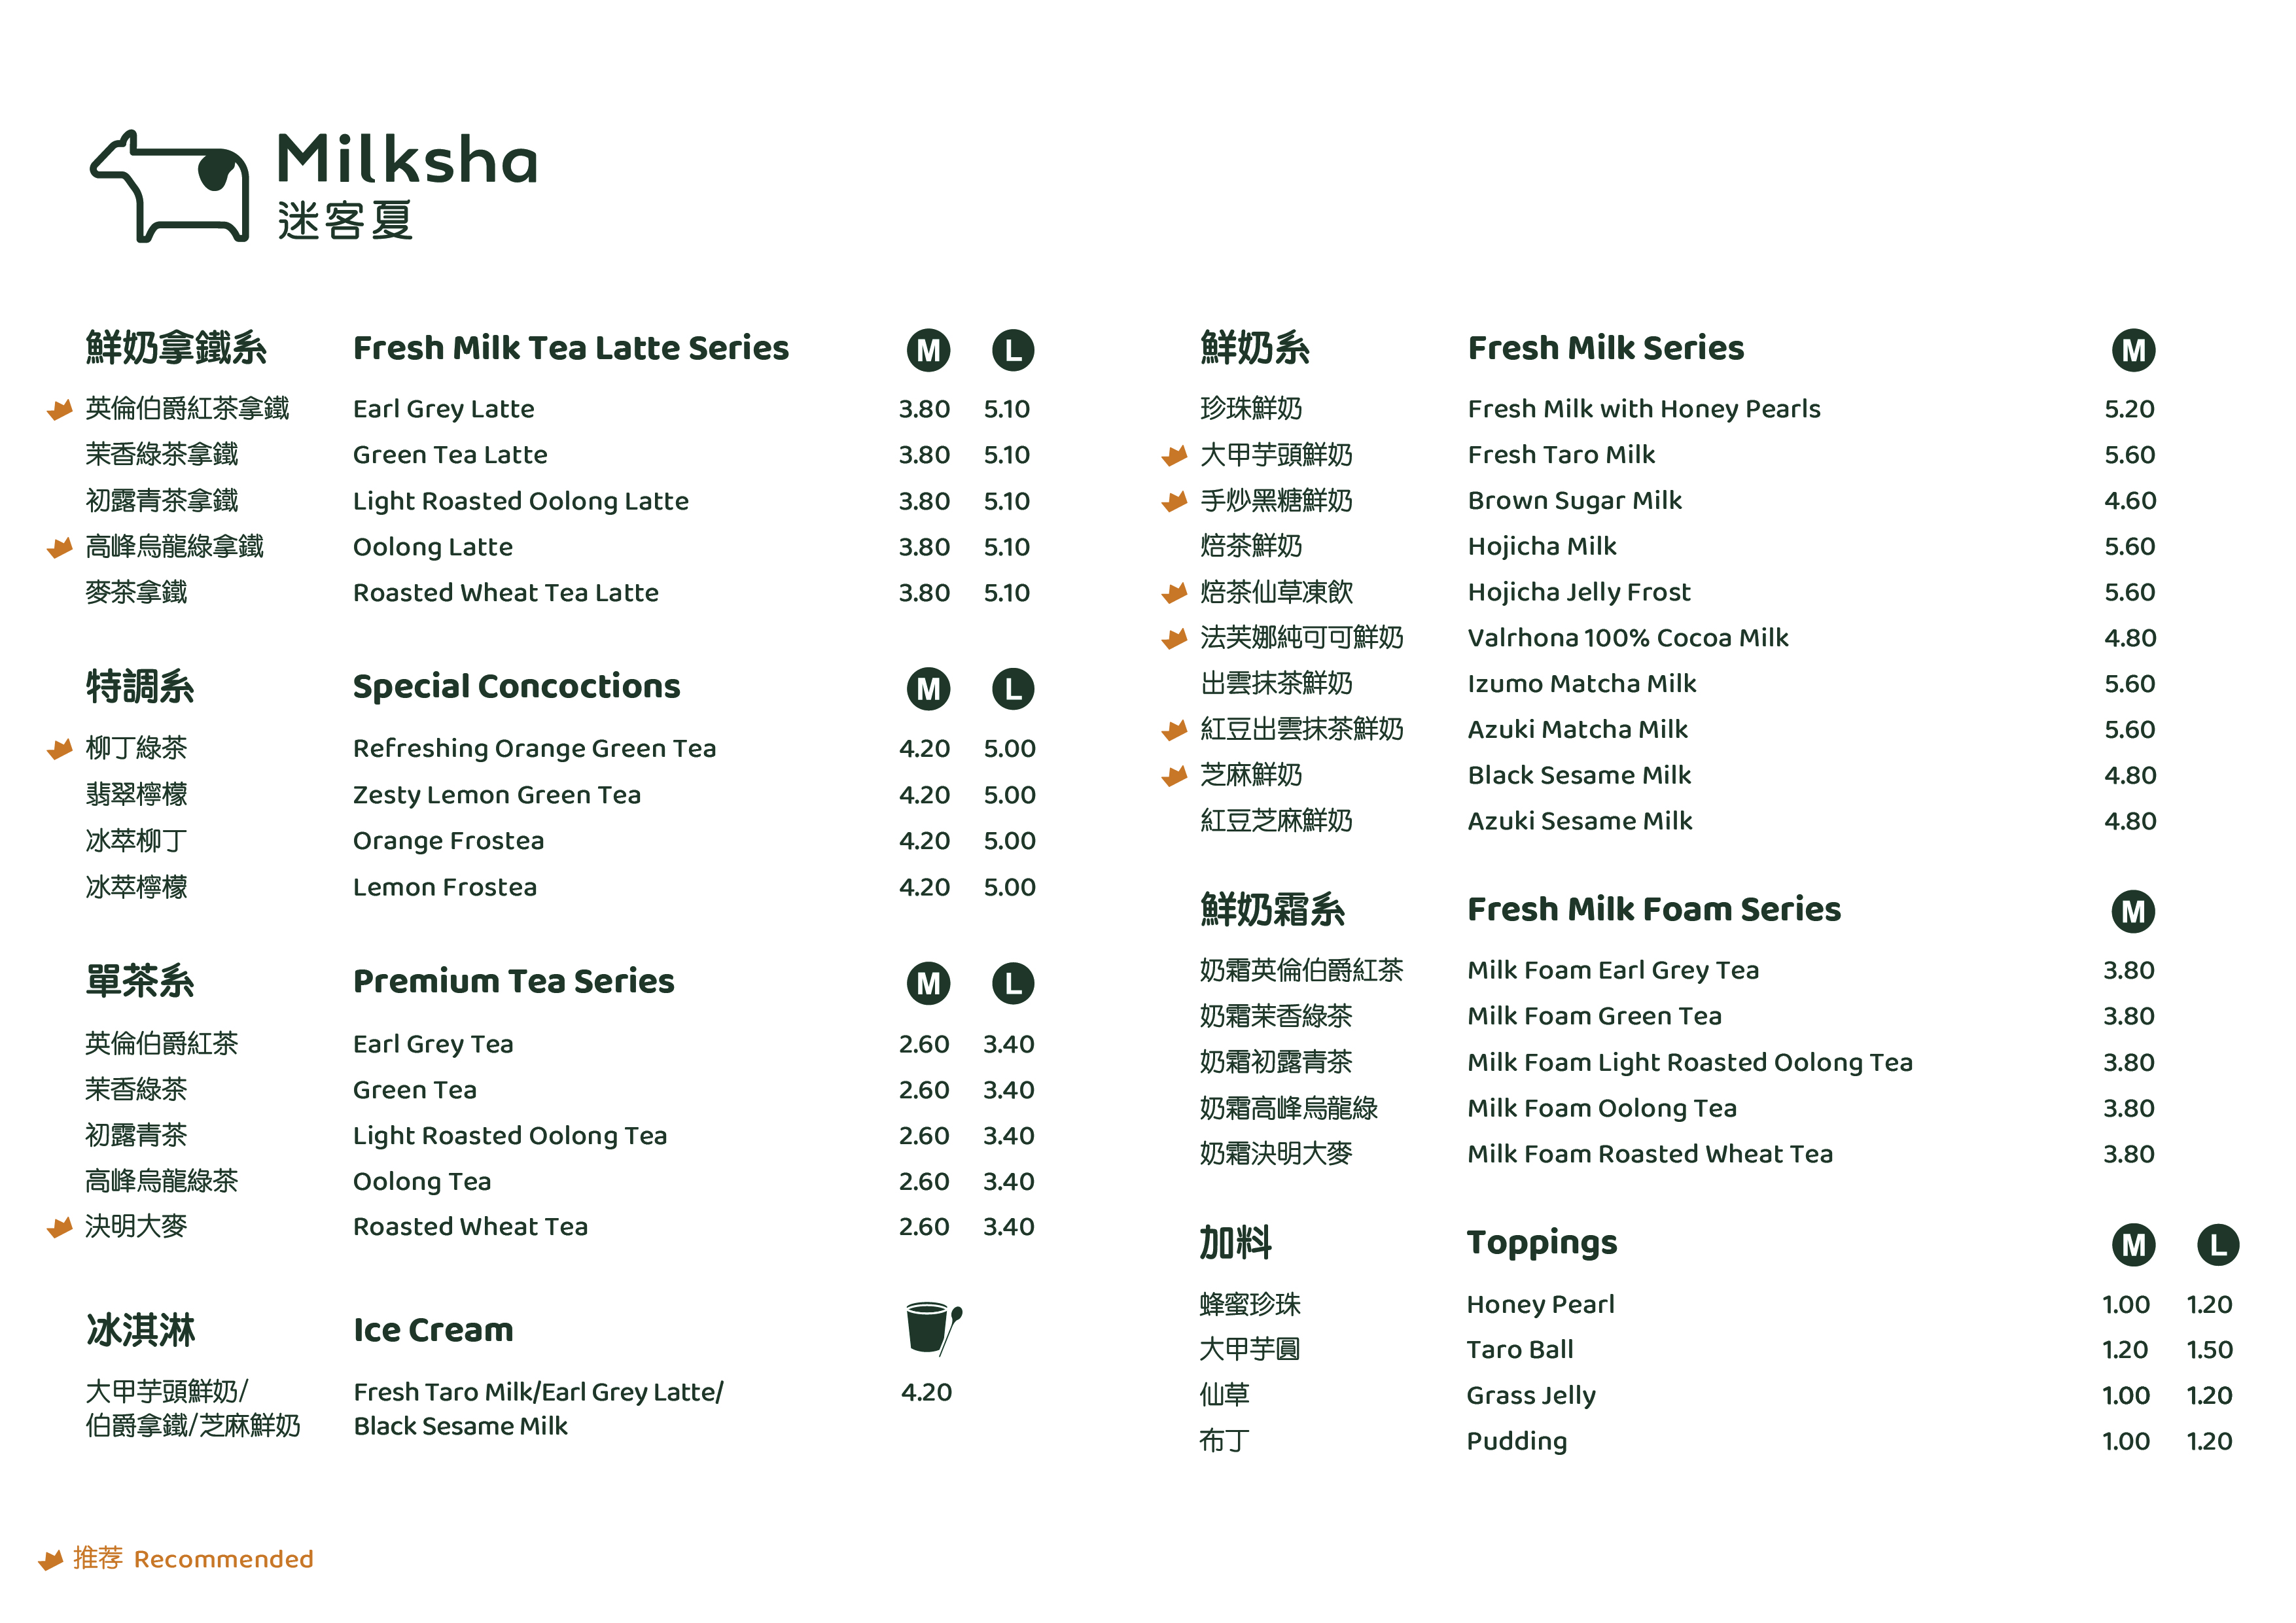 Milksha
迷客夏
鮮奶拿鐵系 Fresh Milk Tea Latte Series M L
英倫伯爵紅茶拿鐵 Earl Grey Latte 3.80 5.10
茉香綠茶拿鐵 Green Tea Latte 3.80 5.10
初露青茶拿鐵 Light Roasted Oolong Latte 3.80 5.10
高峰烏龍綠拿鐵 Oolong Latte 3.80 5.10
麥茶拿鐵 Roasted Wheat Tea Latte 3.80 5.10
特調系 Special Concoctions M L
柳丁綠茶 Refreshing Orange Green Tea 4.20 5.00
翡翠檸檬 Zesty Lemon Green Tea 4.20 5.00
冰萃柳丁 Orange Frostea 4.20 5.00
冰萃檸檬 Lemon Frostea 4.20 5.00
單茶系 Premium Tea Series M L
英倫伯爵紅茶 Earl Grey Tea 2.60 3.40
茉香綠茶 Green Tea 2.60 3.40
初露青茶 Light Roasted Oolong Tea 2.60 3.40
高峰烏龍綠茶 Oolong Tea 2.60 3.40
決明大麥 Roasted Wheat Tea 2.60 3.40
冰淇淋 Ice Cream
大甲芋頭鮮奶/ Fresh Taro Milk/Earl Grey Latte/ 4.20
伯爵拿鐵/芝麻鮮奶 Black Sesame Milk
鮮奶系 Fresh Milk Series M
珍珠鮮奶 Fresh Milk with Honey Pearls 5.20
大甲芋頭鮮奶 Fresh Taro Milk 5.60
手炒黑糖鮮奶 Brown Sugar Milk 4.60
焙茶鮮奶 Hojicha Milk 5.60
焙茶仙草凍飲 Hojicha Jelly Frost 5.60
法芙娜純可可鮮奶 Valrhona 100% Cocoa Milk 4.80
出雲抹茶鮮奶 Izumo Matcha Milk 5.60
紅豆出雲抹茶鮮奶 Azuki Matcha Milk 5.60
芝麻鮮奶 Black Sesame Milk 4.80
紅豆芝麻鮮奶 Azuki Sesame Milk 4.80
鮮奶霜系 Fresh Milk Foam Series M
奶霜英倫伯爵紅茶 Milk Foam Earl Grey Tea 3.80
奶霜茉香綠茶 Milk Foam Green Tea 3.80
奶霜初露青茶 Milk Foam Light Roasted Oolong Tea 3.80
奶霜高峰烏龍綠 Milk Foam Oolong Tea 3.80
奶霜決明大麥 Milk Foam Roasted Wheat Tea 3.80
加料 Toppings M L
蜂蜜珍珠 Honey Pearl 1.00 1.20
大甲芋圓 Taro Ball 1.20 1.50
仙草 Grass Jelly 1.00 1.20
布丁 Pudding 1.00 1.20
推荐 Recommended